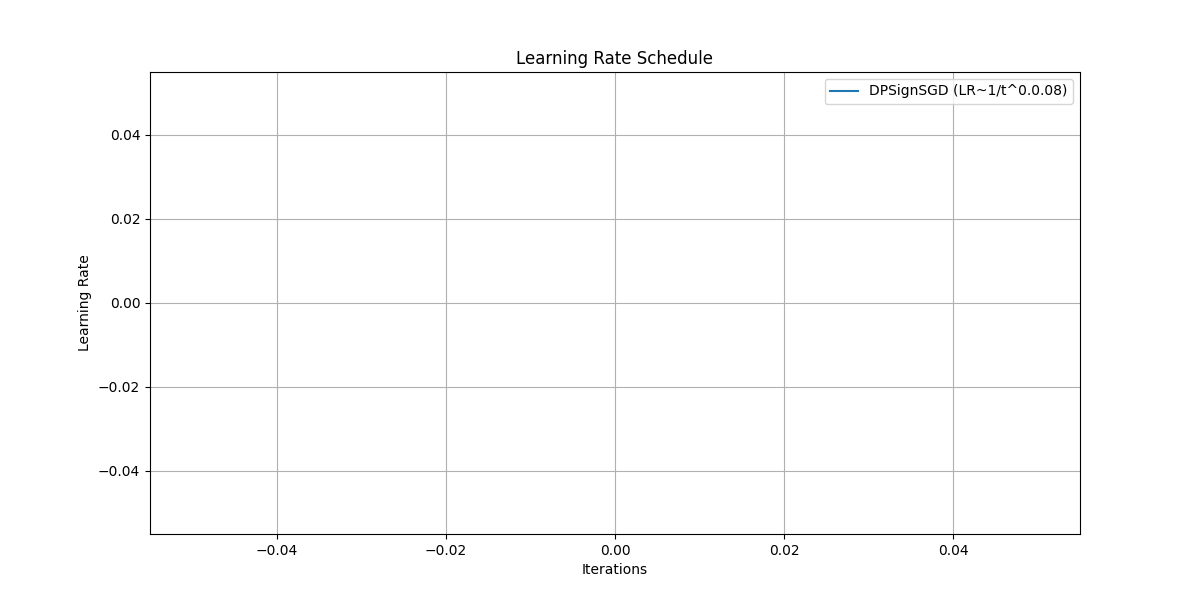 Learning Rate Schedule
DPSignSGD (LR~1/t^0.0.08)
0.04
0.02
0.00
−0.02
−0.04
Learning Rate
−0.04
−0.02
0.00
0.02
0.04
Iterations